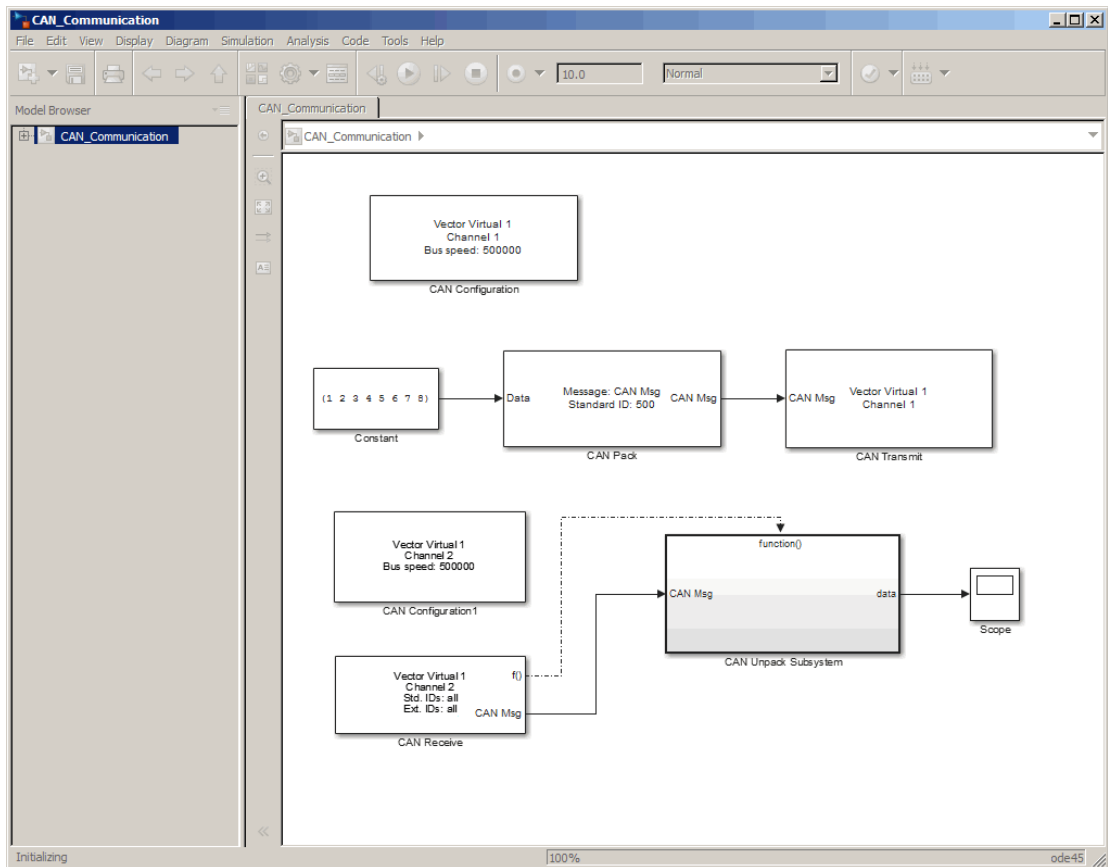 CAN_Communication
File Edit View Display Diagram Simulation Analysis Code Tools Help
10.0 Normal
Model Browser
CAN_Communication
CAN_Communication
CAN_Communication
Vector Virtual 1
Channel 1
Bus speed: 500000
CAN Configuration
(1 2 3 4 5 6 7 8)
Constant
Data
Message: CAN Msg
Standard ID: 500
CAN Msg
CAN Pack
CAN Msg
Vector Virtual 1
Channel 1
CAN Transmit
Vector Virtual 1
Channel 2
Bus speed: 500000
CAN Configuration1
function()
CAN Msg
data
CAN Unpack Subsystem
Scope
Vector Virtual 1
Channel 2
Std. IDs: all
Ext. IDs: all
f()
CAN Msg
CAN Receive
Initializing
100%
ode45